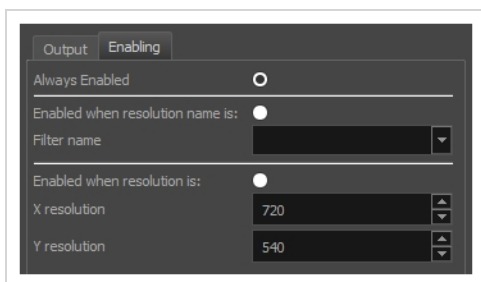 Output Enabling
Always Enabled
Enabled when resolution name is:
Filter name
Enabled when resolution is:
X resolution 720
Y resolution 540